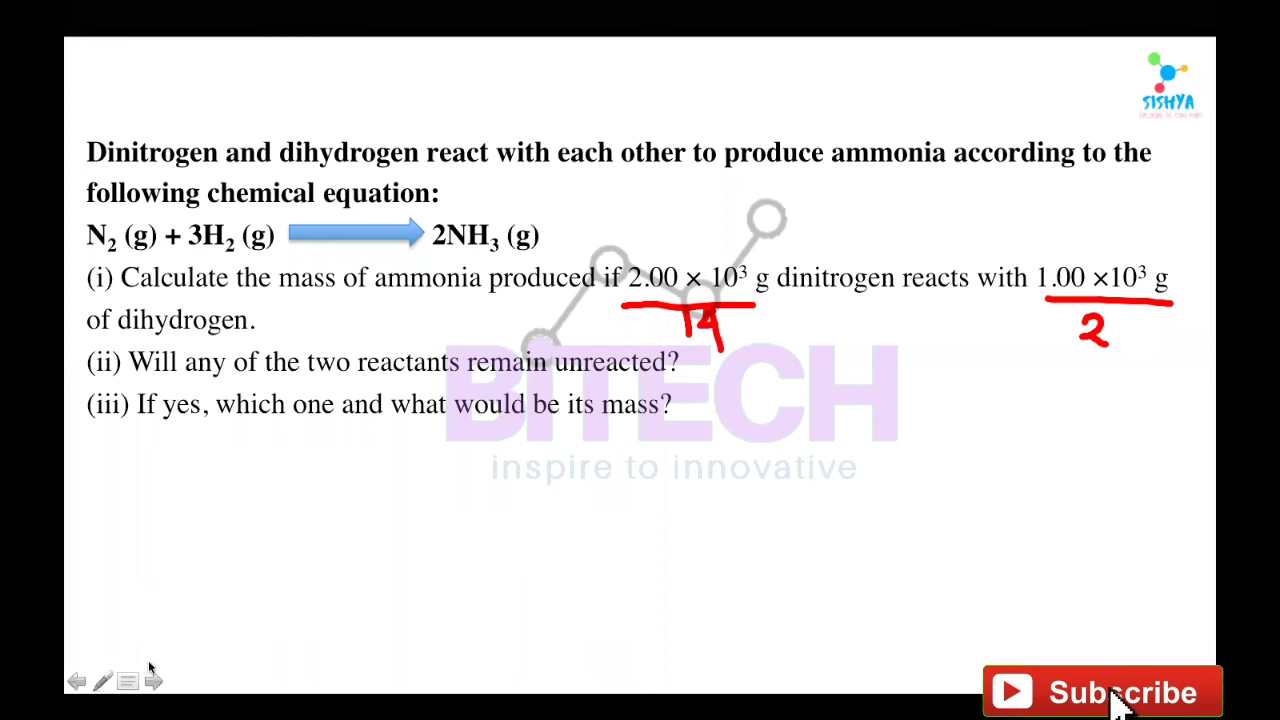 SISHYA
Dinitrogen and dihydrogen react with each other to produce ammonia according to the
following chemical equation:
N₂ (g) + 3H₂ (g) 2NH₃ (g)
(i) Calculate the mass of ammonia produced if 2.00 × 10³ g dinitrogen reacts with 1.00 ×10³ g
14
2
of dihydrogen.
(ii) Will any of the two reactants remain unreacted?
(iii) If yes, which one and what would be its mass?
BiTECH
inspire to innovative
Subscribe